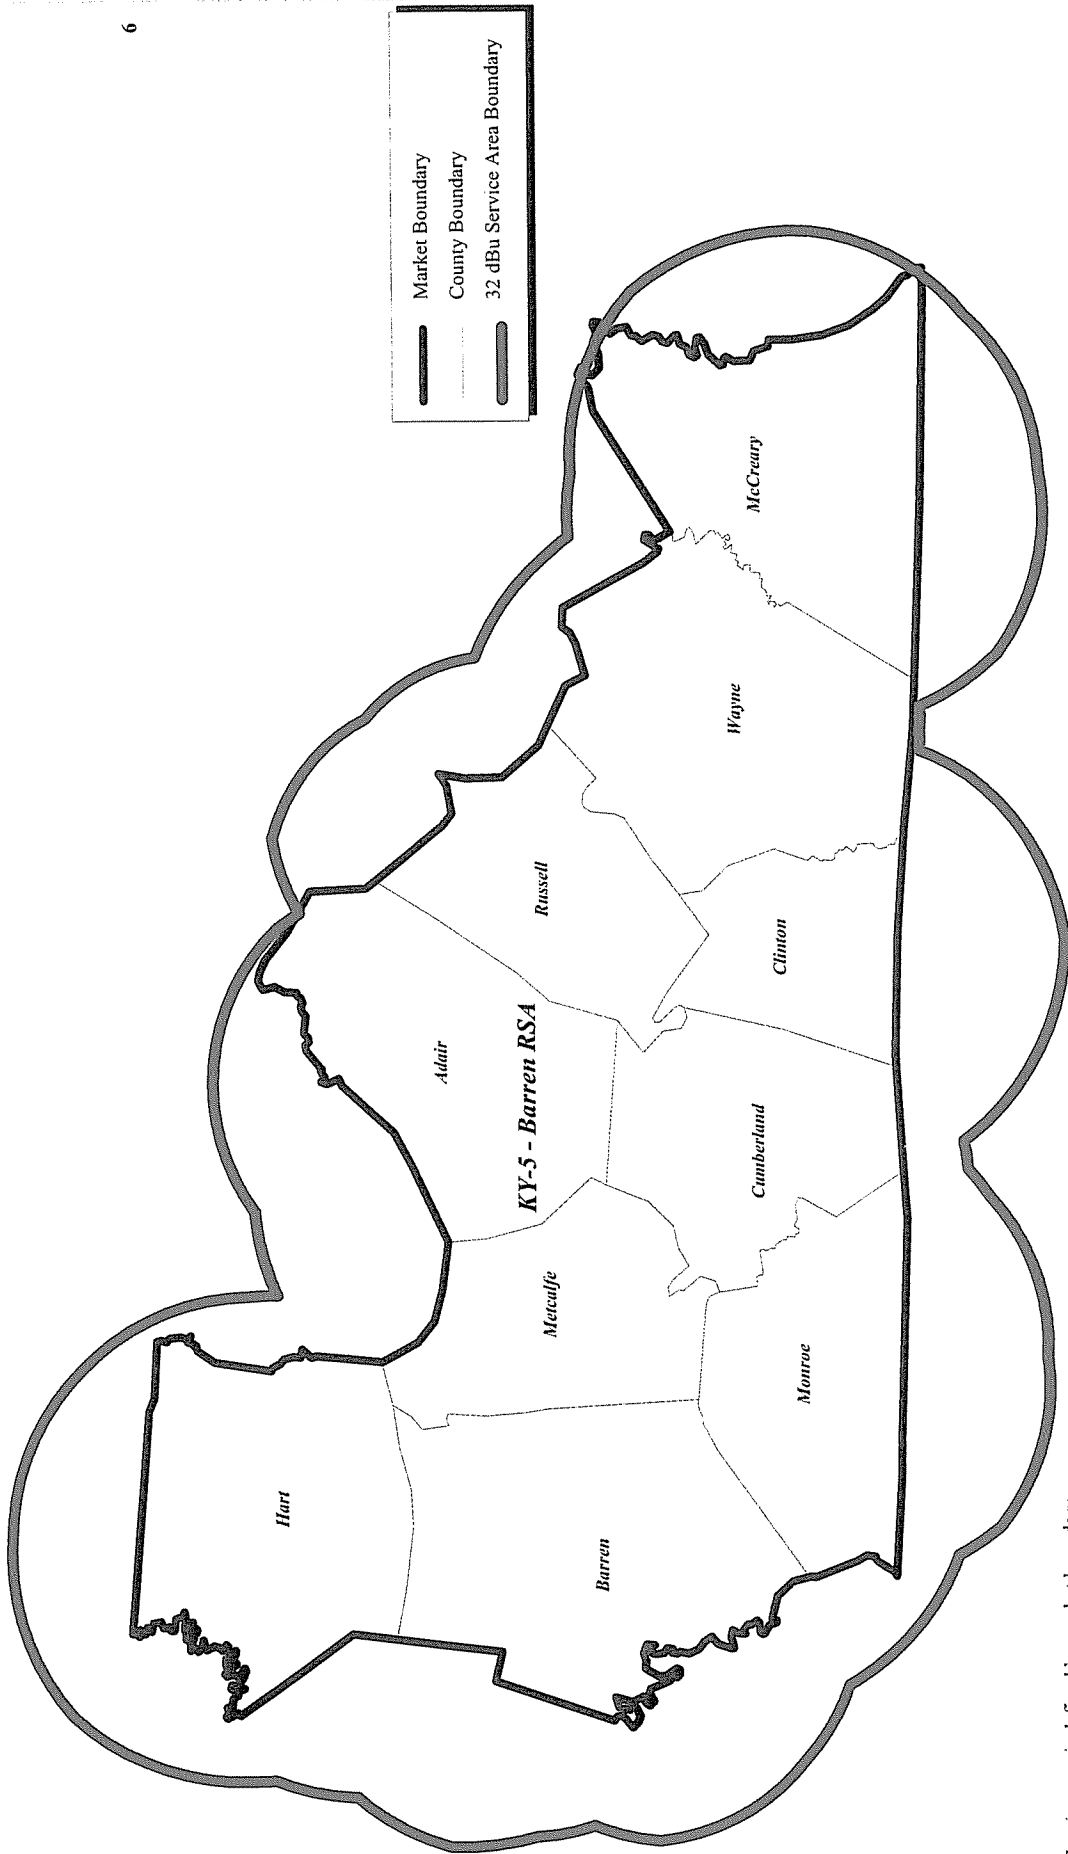 6
Market Boundary
County Boundary
32 dBu Service Area Boundary
Hart
Adair
KY-5 - Barren RSA
Metcalfe
Russell
Barren
McCreary
Wayne
Cumberland
Clinton
Monroe